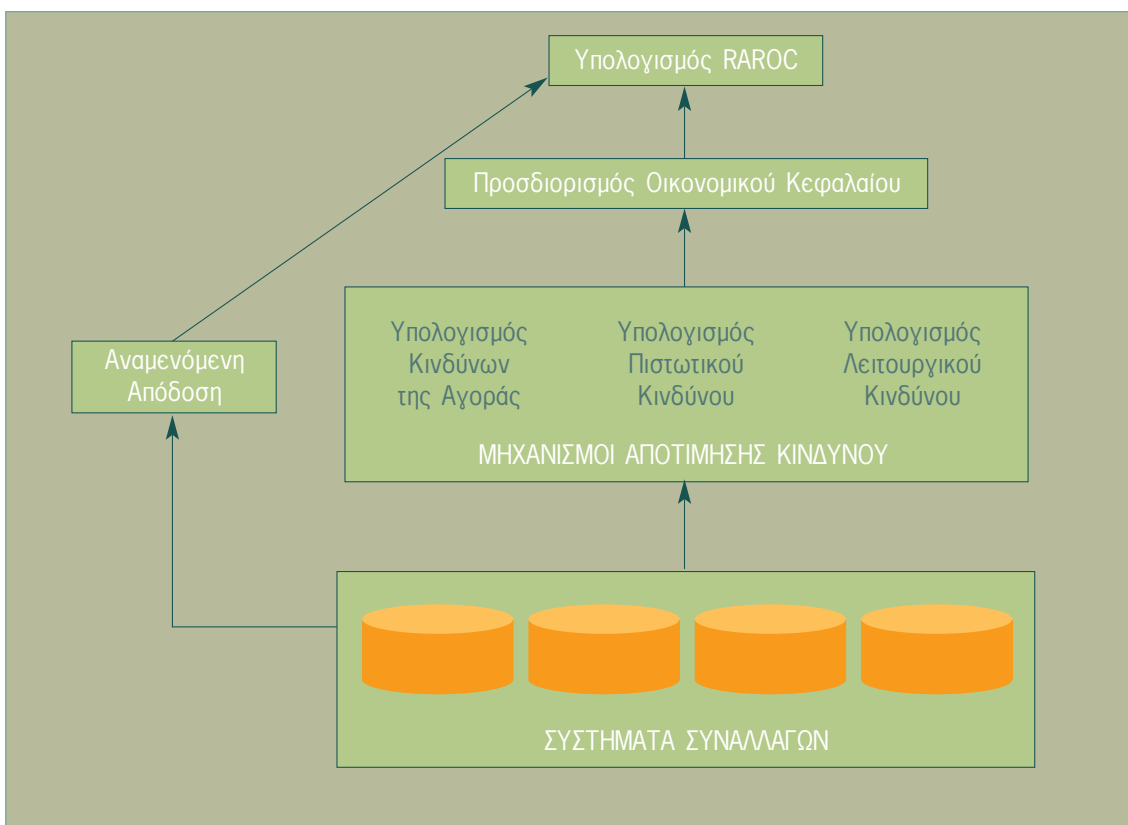 Υπολογισμός RAROC
Προσδιορισμός Οικονομικού Κεφαλαίου
Αναμενόμενη
Απόδοση
Υπολογισμός
Κινδύνων
της Αγοράς
Υπολογισμός
Πιστωτικού
Κινδύνου
Υπολογισμός
Λειτουργικού
Κινδύνου
ΜΗΧΑΝΙΣΜΟΙ ΑΠΟΤΙΜΗΣΗΣ ΚΙΝΔΥΝΟΥ
ΣΥΣΤΗΜΑΤΑ ΣΥΝΑΛΛΑΓΩΝ